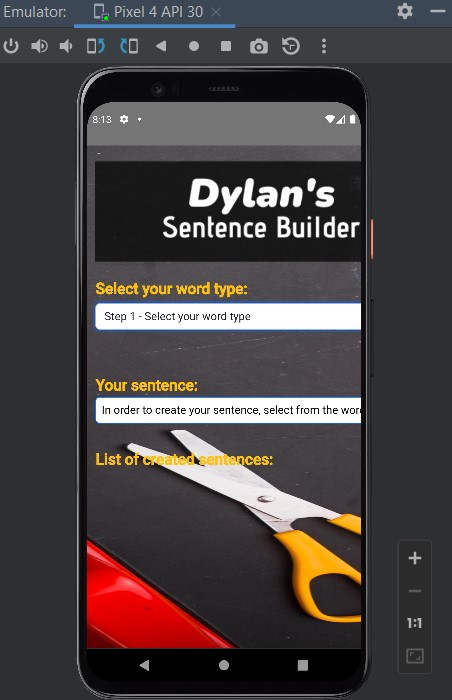 Emulator: Pixel 4 API 30
8:13
Dylan's
Sentence Builder
Select your word type:
Step 1 - Select your word type
Your sentence:
In order to create your sentence, select from the word
List of created sentences:
1:1